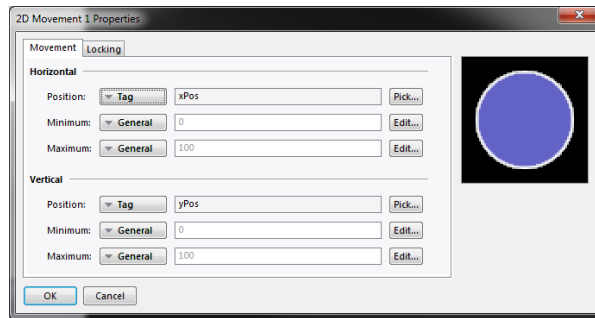 2D Movement 1 Properties
Movement Locking
Horizontal
Position: Tag xPos Pick...
Minimum: General 0 Edit...
Maximum: General 100 Edit...
Vertical
Position: Tag yPos Pick...
Minimum: General 0 Edit...
Maximum: General 100 Edit...
OK Cancel